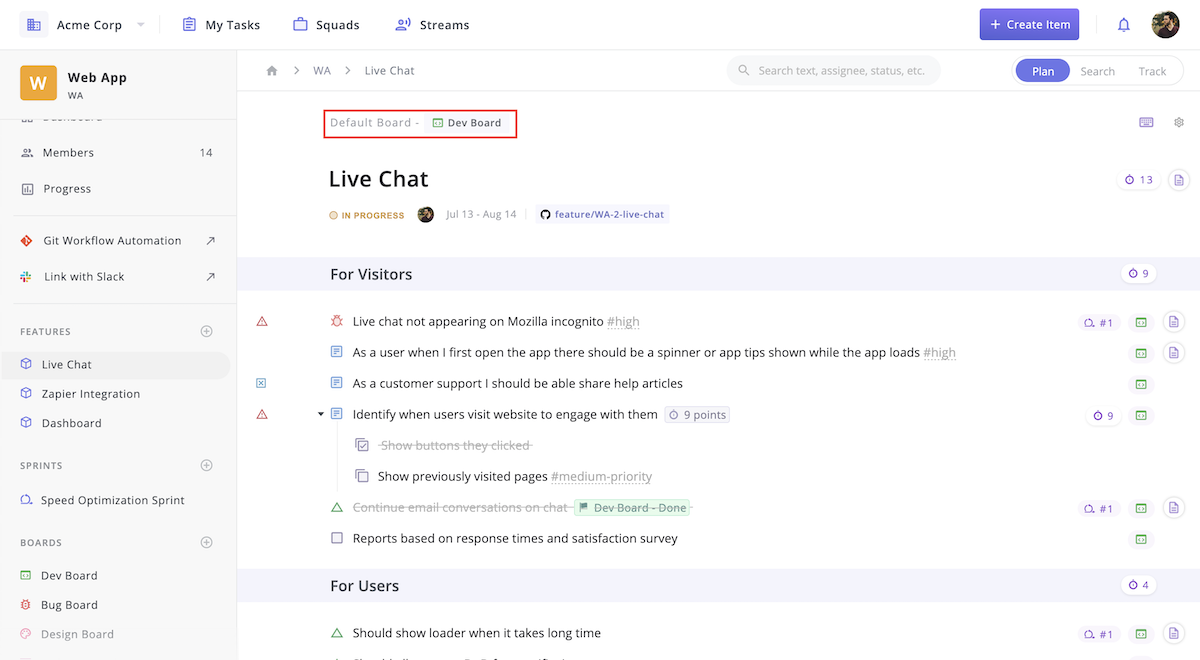 Acme Corp
My Tasks
Squads
Streams
+ Create Item
W
Web App
WA
WA
Live Chat
Search text, assignee, status, etc.
Plan
Search
Track
Dashboard
Members 14
Progress
Git Workflow Automation
Link with Slack
FEATURES
Live Chat
Zapier Integration
Dashboard
SPRINTS
Speed Optimization Sprint
BOARDS
Dev Board
Bug Board
Design Board
Default Board - Dev Board
Live Chat
13
IN PROGRESS Jul 13 - Aug 14 feature/WA-2-live-chat
For Visitors 9
Live chat not appearing on Mozilla incognito #high #1
As a user when I first open the app there should be a spinner or app tips shown while the app loads #high
As a customer support I should be able share help articles
Identify when users visit website to engage with them 9 points 9
Show buttons they clicked
Show previously visited pages #medium-priority
Continue email conversations on chat Dev Board - Done #1
Reports based on response times and satisfaction survey
For Users 4
Should show loader when it takes long time #1